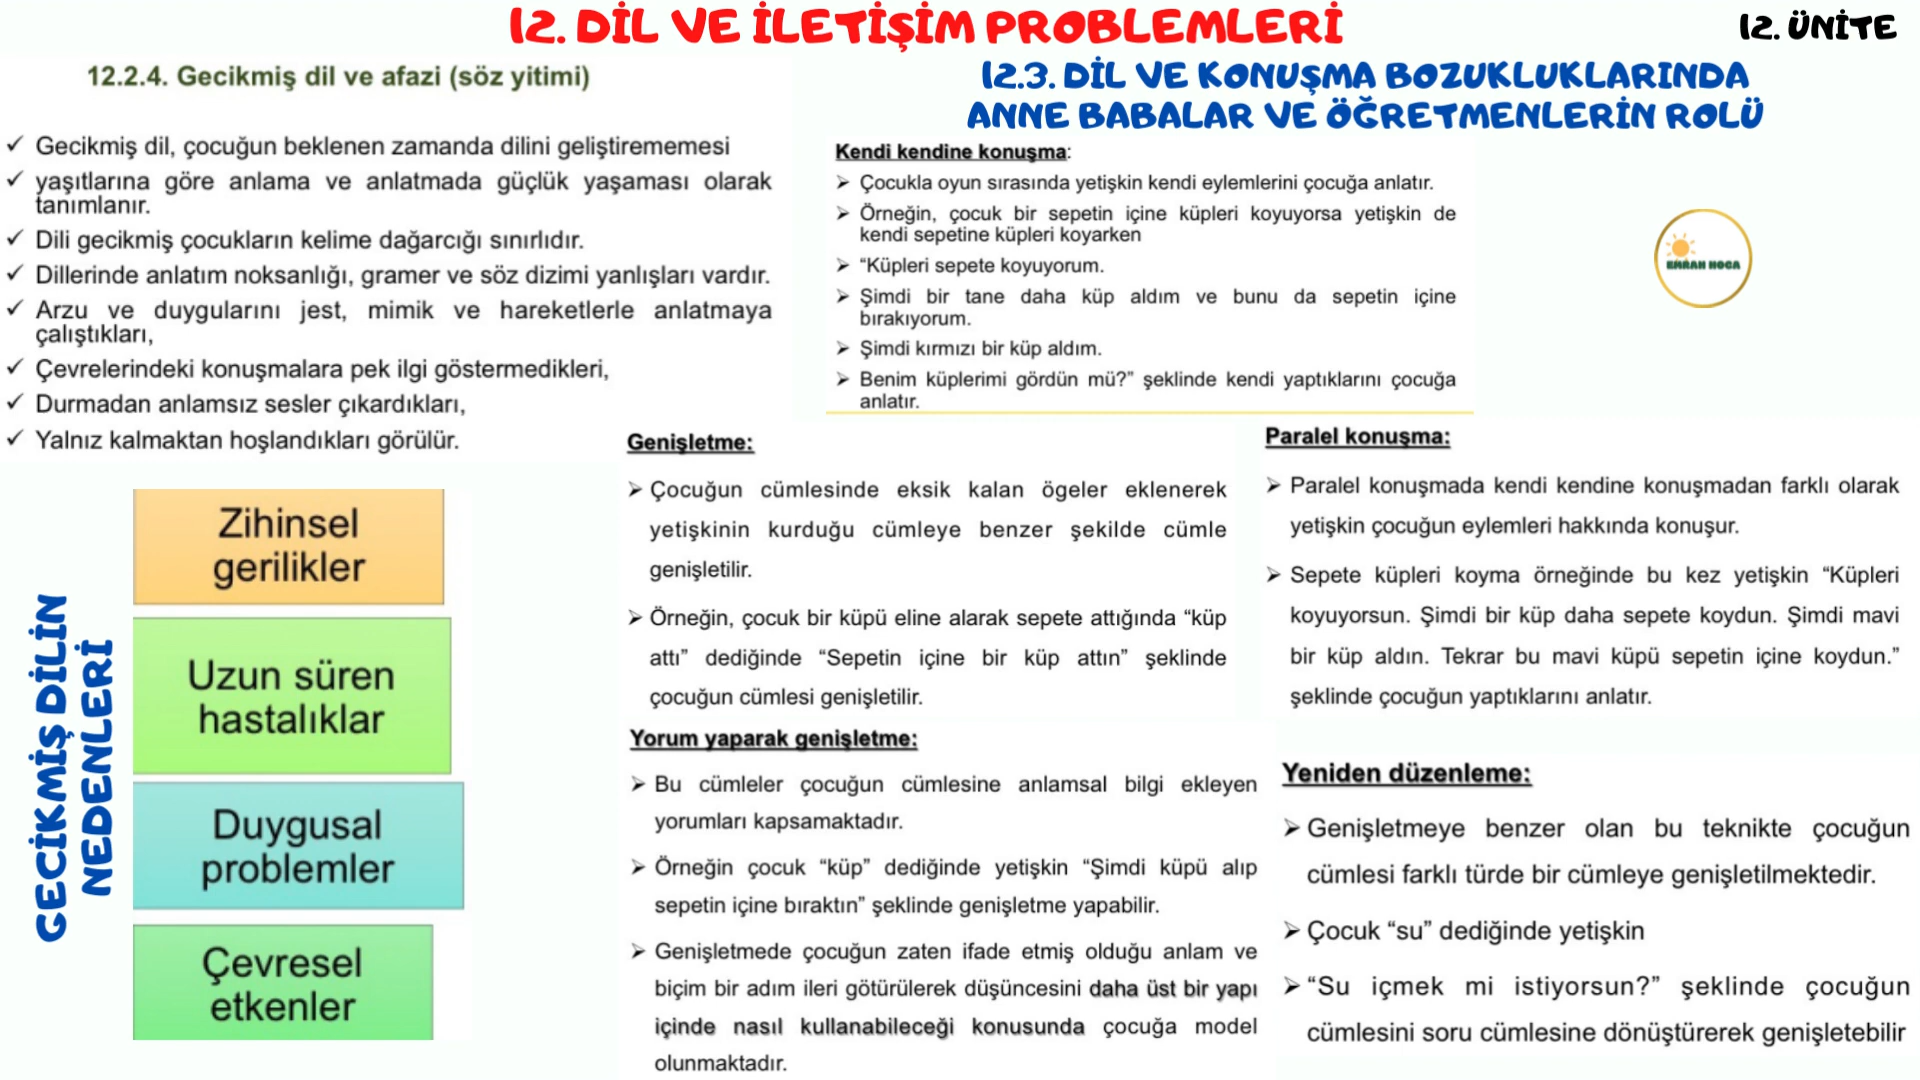 12. DİL VE İLETİŞİM PROBLEMLERİ
12. ÜNİTE
12.2.4. Gecikmiş dil ve afazi (söz yitimi)
✓ Gecikmiş dil, çocuğun beklenen zamanda dilini geliştirememesi
✓ yaşıtlarına göre anlama ve anlatmada güçlük yaşaması olarak
tanımlanır.
✓ Dili gecikmiş çocukların kelime dağarcığı sınırlıdır.
✓ Dillerinde anlatım noksanlığı, gramer ve söz dizimi yanlışları vardır.
✓ Arzu ve duygularını jest, mimik ve hareketlerle anlatmaya
çalıştıkları,
✓ Çevrelerindeki konuşmalara pek ilgi göstermedikleri,
✓ Durmadan anlamsız sesler çıkardıkları,
✓ Yalnız kalmaktan hoşlandıkları görülür.
GECİKMİŞ DİLİN
NEDENLERİ
Zihinsel
gerilikler
Uzun süren
hastalıklar
Duygusal
problemler
Çevresel
etkenler
12.3. DİL VE KONUŞMA BOZUKLUKLARINDA
ANNE BABALAR VE ÖĞRETMENLERİN ROLÜ
Kendi kendine konuşma:
➢ Çocukla oyun sırasında yetişkin kendi eylemlerini çocuğa anlatır.
➢ Örneğin, çocuk bir sepetin içine küpleri koyuyorsa yetişkin de
kendi sepetine küpleri koyarken
➢ “Küpleri sepete koyuyorum.
➢ Şimdi bir tane daha küp aldım ve bunu da sepetin içine
bırakıyorum.
➢ Şimdi kırmızı bir küp aldım.
➢ Benim küplerimi gördün mü?” şeklinde kendi yaptıklarını çocuğa
anlatır.
EMRAH HOCA
Genişletme:
➢ Çocuğun cümlesinde eksik kalan ögeler eklenerek
yetişkinin kurduğu cümleye benzer şekilde cümle
genişletilir.
➢ Örneğin, çocuk bir küpü eline alarak sepete attığında “küp
attı” dediğinde “Sepetin içine bir küp attın” şeklinde
çocuğun cümlesi genişletilir.
Paralel konuşma:
➢ Paralel konuşmada kendi kendine konuşmadan farklı olarak
yetişkin çocuğun eylemleri hakkında konuşur.
➢ Sepete küpleri koyma örneğinde bu kez yetişkin “Küpleri
koyuyorsun. Şimdi bir küp daha sepete koydun. Şimdi mavi
bir küp aldın. Tekrar bu mavi küpü sepetin içine koydun.”
şeklinde çocuğun yaptıklarını anlatır.
Yorum yaparak genişletme:
➢ Bu cümleler çocuğun cümlesine anlamsal bilgi ekleyen
yorumları kapsamaktadır.
➢ Örneğin çocuk “küp” dediğinde yetişkin “Şimdi küpü alıp
sepetin içine bıraktın” şeklinde genişletme yapabilir.
➢ Genişletmede çocuğun zaten ifade etmiş olduğu anlam ve
biçim bir adım ileri götürülerek düşüncesini daha üst bir yapı
içinde nasıl kullanabileceği konusunda çocuğa model
olunmaktadır.
Yeniden düzenleme:
➢ Genişletmeye benzer olan bu teknikte çocuğun
cümlesi farklı türde bir cümleye genişletilmektedir.
➢ Çocuk “su” dediğinde yetişkin
➢ “Su içmek mi istiyorsun?” şeklinde çocuğun
cümlesini soru cümlesine dönüştürerek genişletebilir